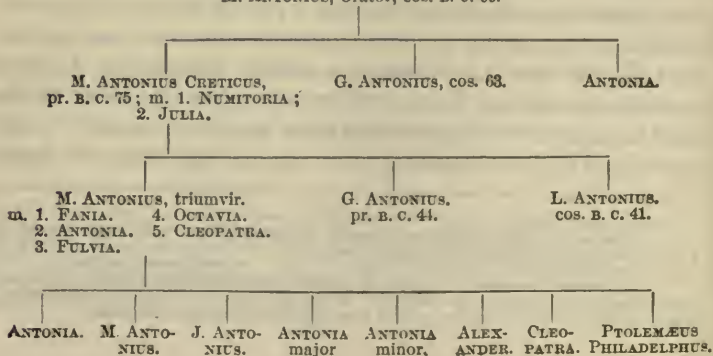 M. ANTONIUS CRETICUS, G. ANTONIUS, cos. 63. ANTONIA.
pr. B. C. 75; m. 1. NUMITORIA;
2. JULIA.
M. ANTONIUS, triumvir. G. ANTONIUS. L. ANTONIUS.
m. 1. FANIA. 4. OCTAVIA. pr. B. C. 44. cos. B. C. 41.
2. ANTONIA. 5. CLEOPATRA.
3. FULVIA.
ANTONIA. M. ANTO- J. ANTO- ANTONIA ANTONIA ALEX- CLEO- PTOLEMÆUS
NIUS. NIUS. major minor, ANDER. PATRA. PHILADELPHUS.